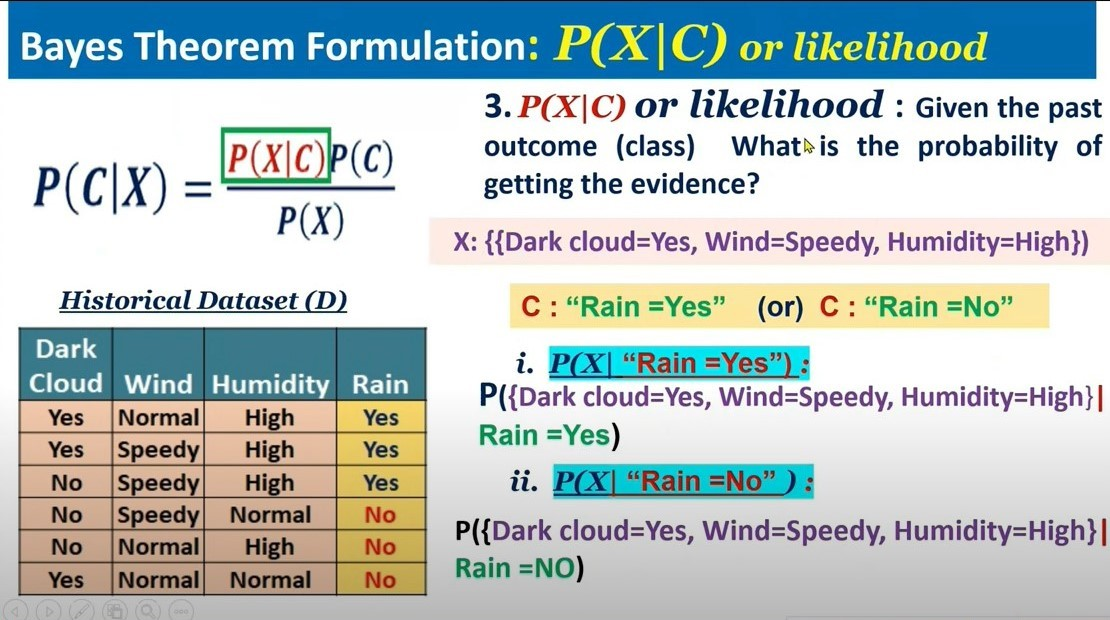 Bayes Theorem Formulation: P(X|C) or likelihood
P(C|X) = P(X|C)P(C)
P(X)
Historical Dataset (D)
Dark Cloud Wind Humidity Rain
Yes Normal High Yes
Yes Speedy High Yes
No Speedy High Yes
No Speedy Normal No
No Normal High No
Yes Normal Normal No
3. P(X|C) or likelihood : Given the past
outcome (class) What is the probability of
getting the evidence?
X: {{Dark cloud=Yes, Wind=Speedy, Humidity=High})
C : “Rain =Yes” (or) C : “Rain =No”
i. P(X| “Rain =Yes”) :
P({Dark cloud=Yes, Wind=Speedy, Humidity=High}|
Rain =Yes)
ii. P(X| “Rain =No” ) :
P({Dark cloud=Yes, Wind=Speedy, Humidity=High}|
Rain =NO)